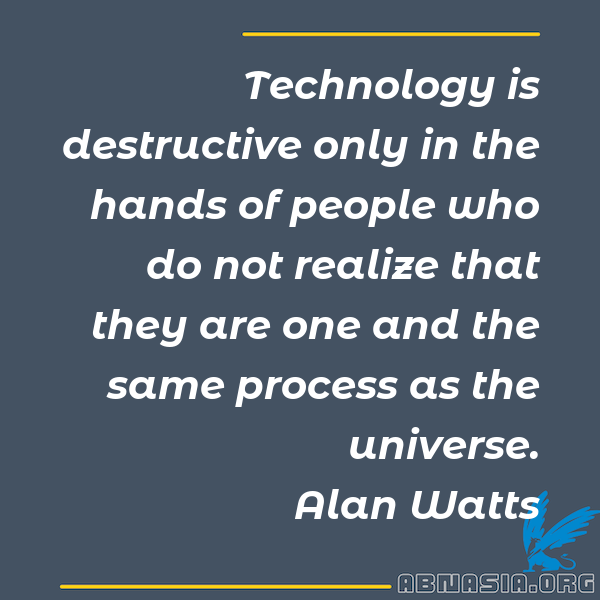 Technology is
destructive only in the
hands of people who
do not realize that
they are one and the
same process as the
universe.
Alan Watts
ABNASIA.ORG